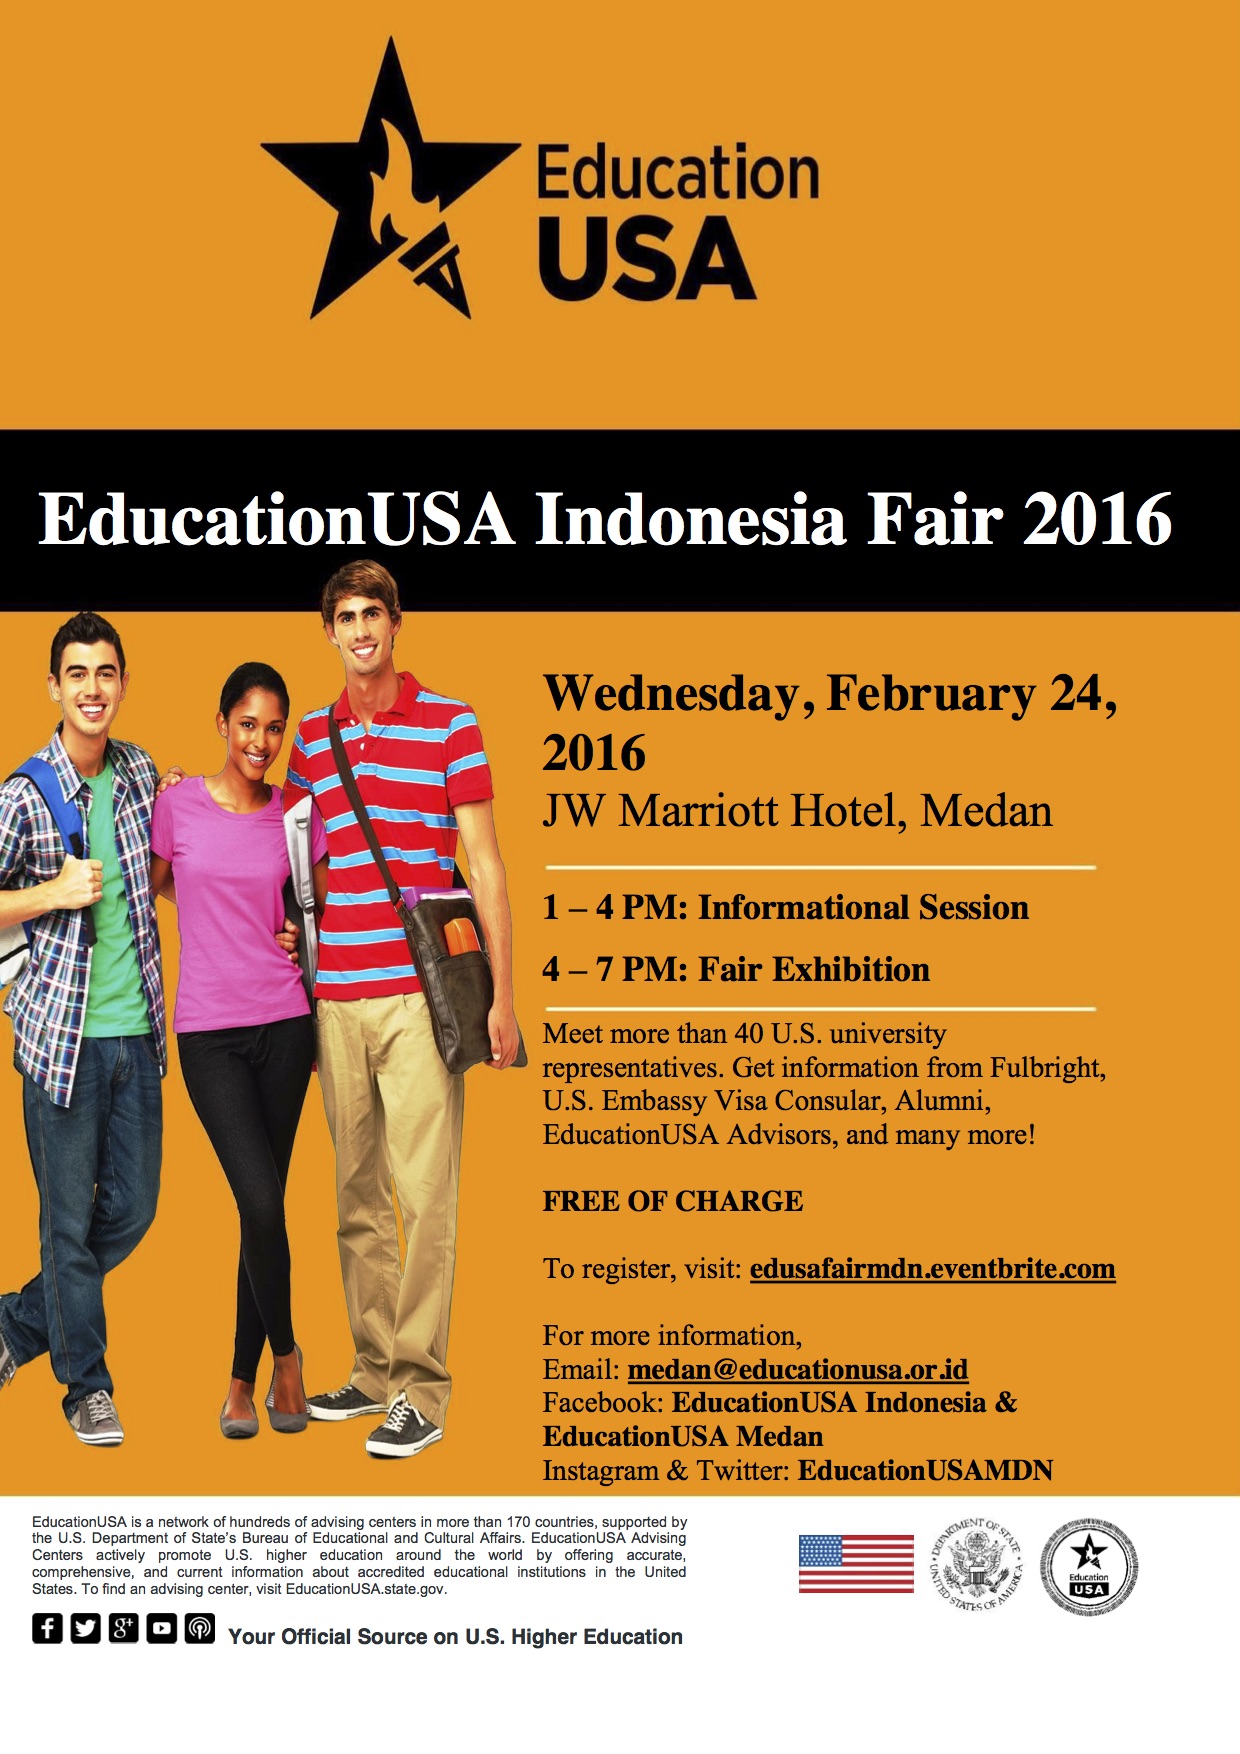 Education
USA
EducationUSA Indonesia Fair 2016
Wednesday, February 24,
2016
JW Marriott Hotel, Medan
1 – 4 PM: Informational Session
4 – 7 PM: Fair Exhibition
Meet more than 40 U.S. university
representatives. Get information from Fulbright,
U.S. Embassy Visa Consular, Alumni,
EducationUSA Advisors, and many more!
FREE OF CHARGE
To register, visit: edusafairmdn.eventbrite.com
For more information,
Email: medan@educationusa.or.id
Facebook: EducationUSA Indonesia &
EducationUSA Medan
Instagram & Twitter: EducationUSAMDN
EducationUSA is a network of hundreds of advising centers in more than 170 countries, supported by
the U.S. Department of State’s Bureau of Educational and Cultural Affairs. EducationUSA Advising
Centers actively promote U.S. higher education around the world by offering accurate,
comprehensive, and current information about accredited educational institutions in the United
States. To find an advising center, visit EducationUSA.state.gov.
Your Official Source on U.S. Higher Education
DEPARTMENT OF STATE
UNITED STATES OF AMERICA
Education
USA